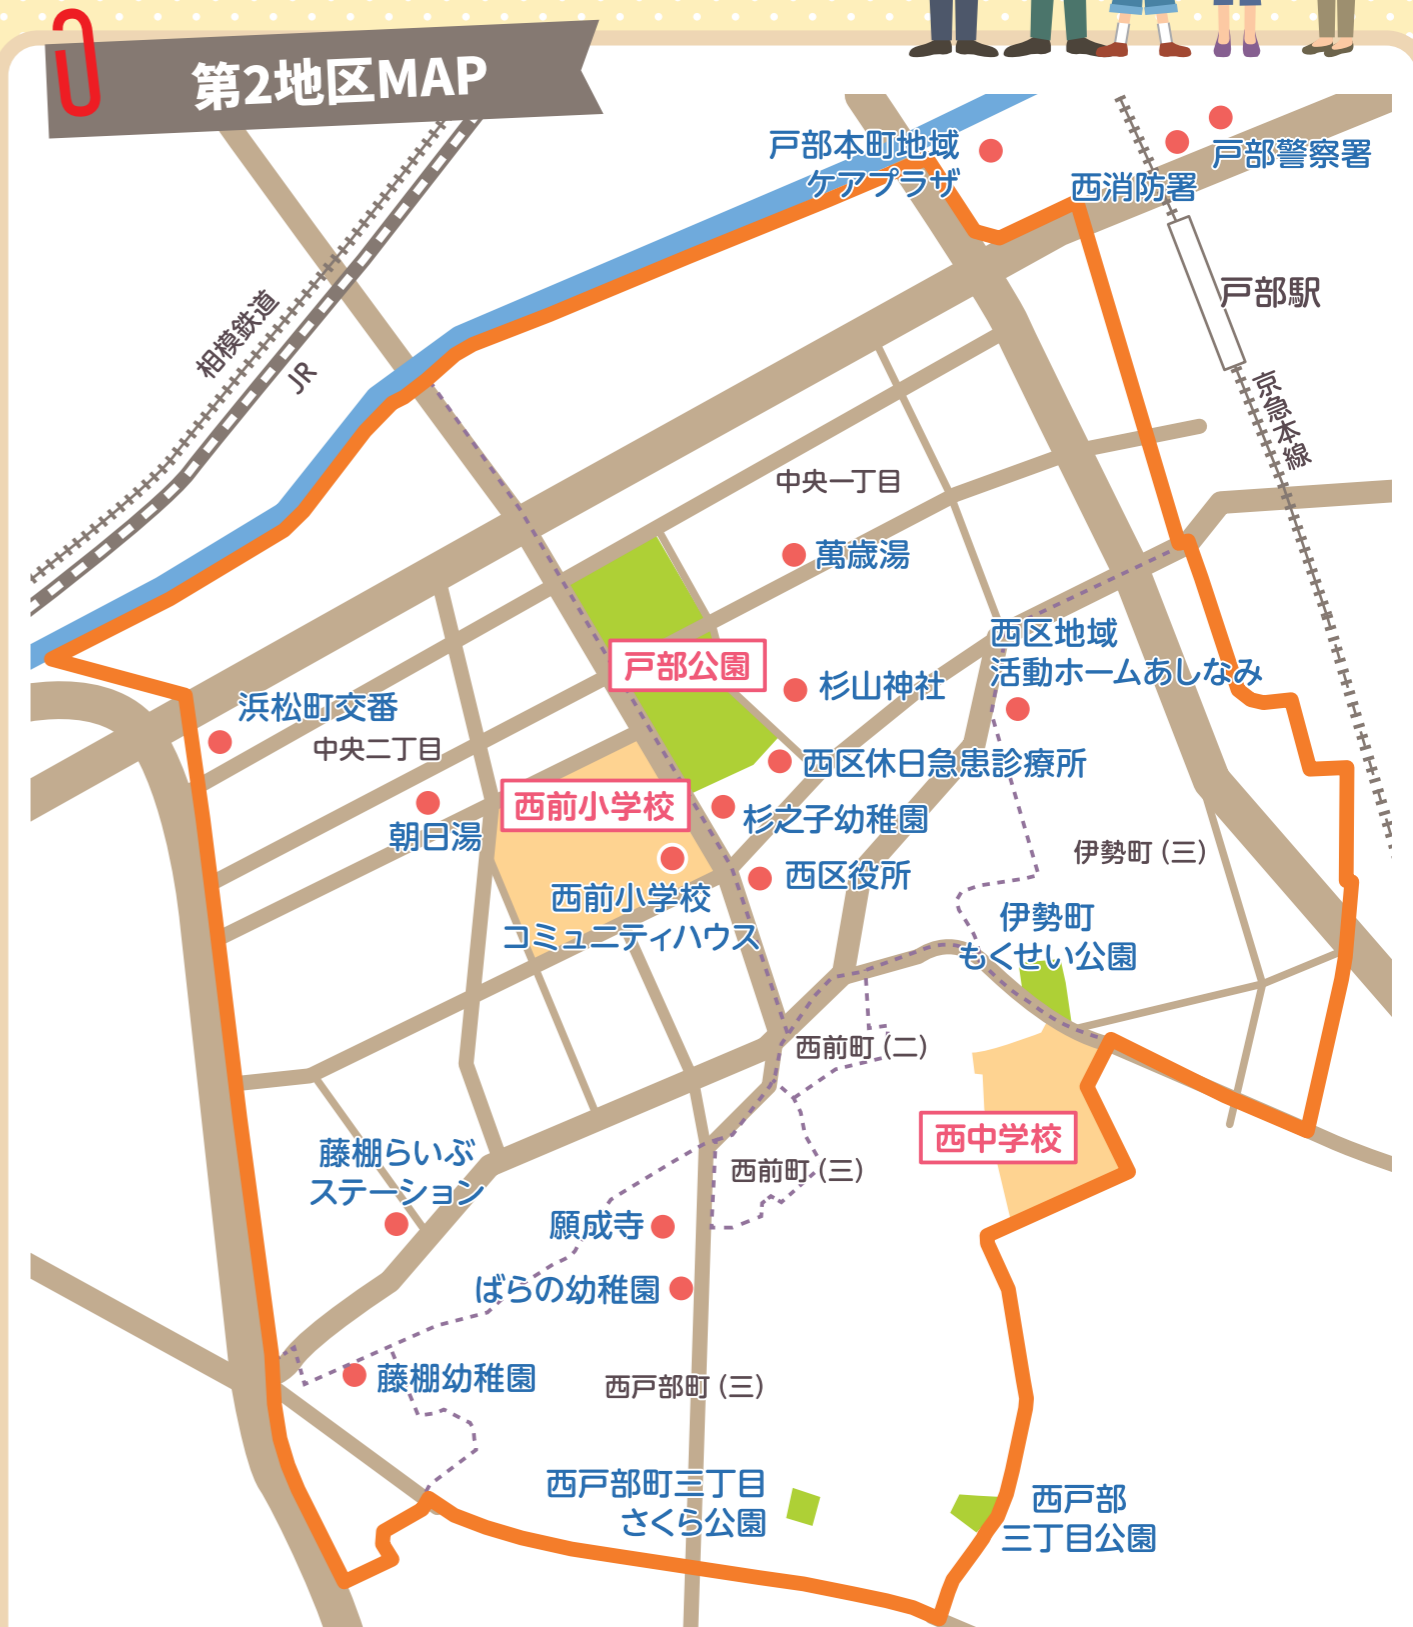 第2地区MAP
戸部本町地域
ケアプラザ
戸部警察署
西消防署
戸部駅
相模鉄道
JR
京急本線
中央一丁目
萬歳湯
西区地域
活動ホームあしなみ
戸部公園
杉山神社
浜松町交番
中央二丁目
西区休日急患診療所
西前小学校
杉之子幼稚園
朝日湯
伊勢町(三)
西区役所
西前小学校
コミュニティハウス
伊勢町
もくせい公園
西前町(二)
西中学校
藤棚らいぶ
ステーション
西前町(三)
願成寺
ばらの幼稚園
藤棚幼稚園
西戸部町(三)
西戸部町三丁目
さくら公園
西戸部
三丁目公園